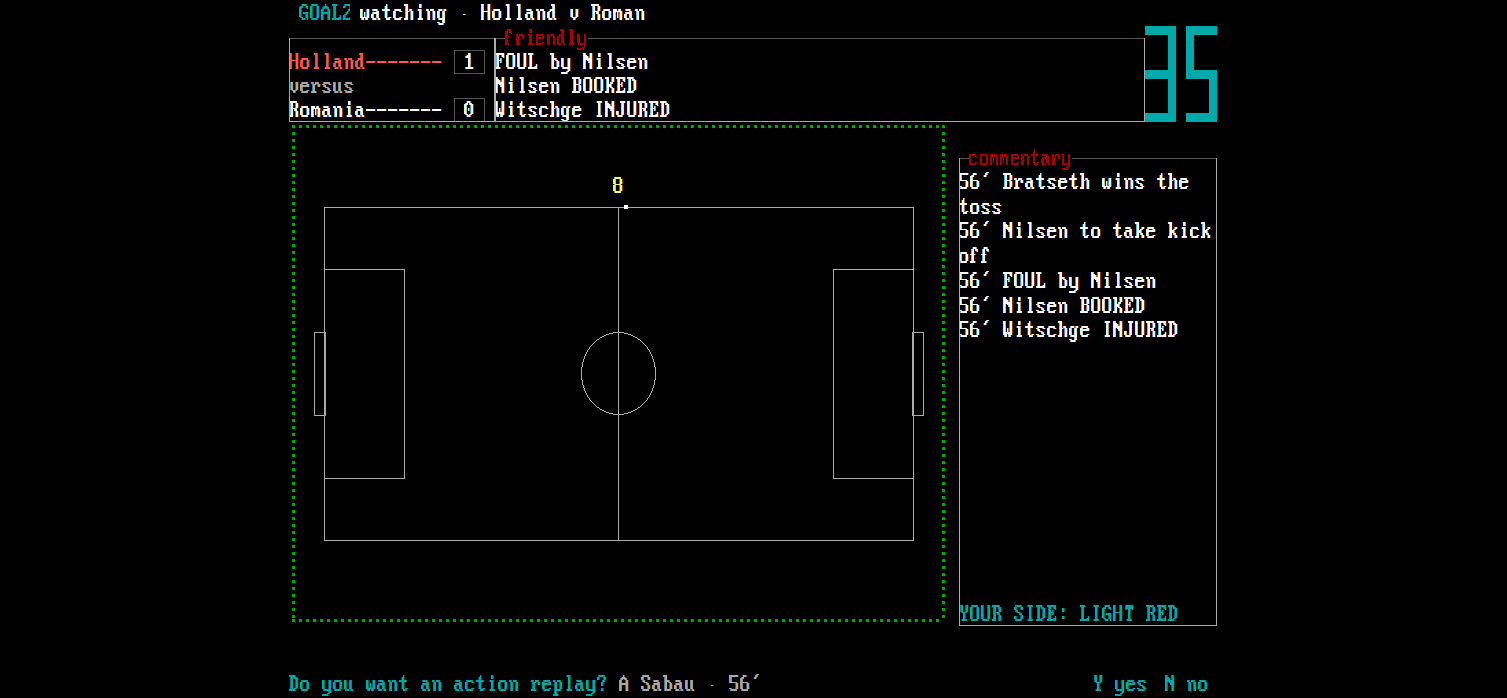 GOAL2 watching - Holland v Roman
friendly
Holland------- 1
versus
Romania------- 0
FOUL by Nilsen
Nilsen BOOKED
Witschge INJURED
35
8
commentary
56' Bratseth wins the
toss
56' Nilsen to take kick
off
56' FOUL by Nilsen
56' Nilsen BOOKED
56' Witschge INJURED
YOUR SIDE: LIGHT RED
Do you want an action replay? A Sabau - 56' Y yes N no